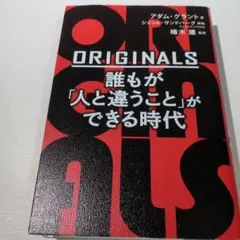 アダム・グラント 著
シェリル・サンドバーグ 解説
楠木 建 監訳
ORIGINALS
誰もが
「人と違うこと」が
できる時代